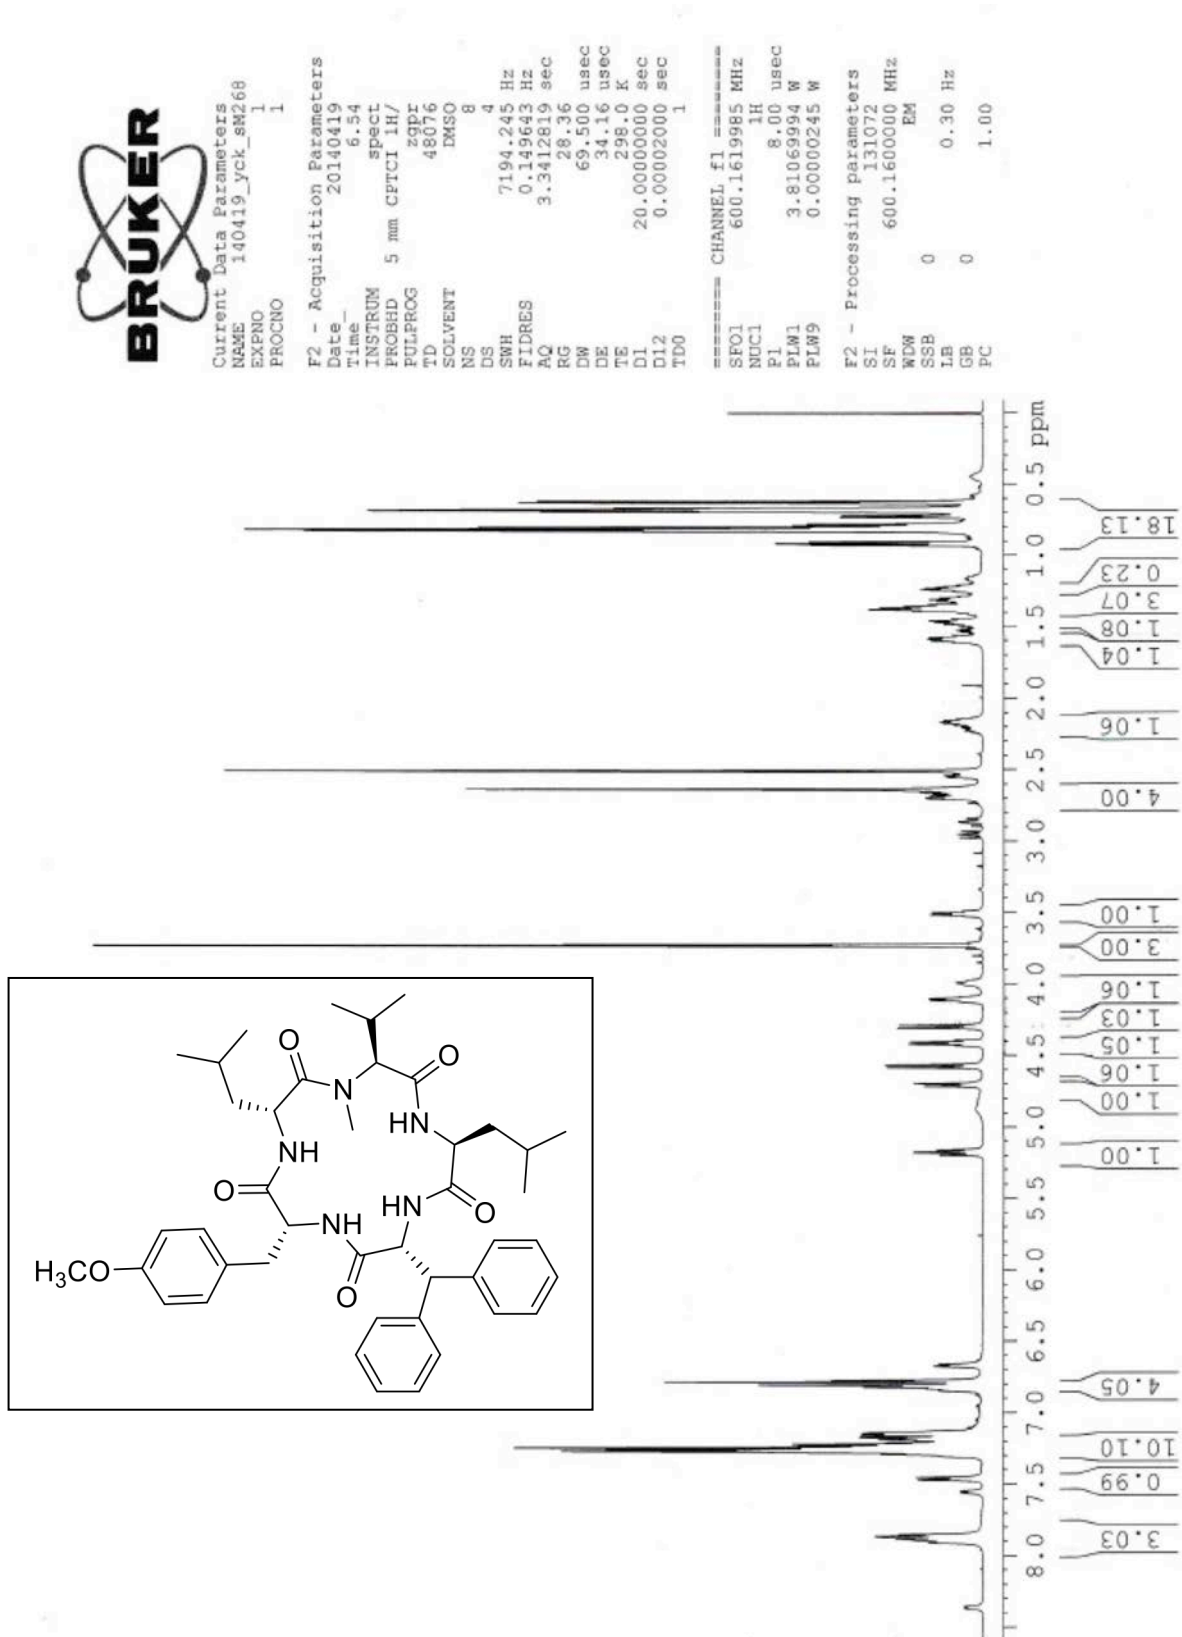 BRUKER
Current Data Parameters
NAME 140419_yck_sM268
EXPNO 1
PROCNO 1
F2 - Acquisition Parameters
Date_ 20140419
Time 6.54
INSTRUM spect
PROBHD 5 mm CPTCI 1H/
PULPROG zgpr
TD 48076
SOLVENT DMSO
NS 8
DS 4
SWH 7194.245 Hz
FIDRES 0.149643 Hz
AQ 3.3412819 sec
RG 28.36
DW 69.500 usec
DE 34.16 usec
TE 298.0 K
D1 20.00000000 sec
D12 0.00002000 sec
TD0 1
======== CHANNEL f1 ========
SFO1 600.1619985 MHz
NUC1 1H
P1 8.00 usec
PLW1 3.81069994 W
PLW9 0.00000245 W
F2 - Processing parameters
SI 131072
SF 600.1600000 MHz
WDW EM
SSB 0
LB 0.30 Hz
GB 0
PC 1.00
8.0 7.5 7.0 6.5 6.0 5.5 5.0 4.5 4.0 3.5 3.0 2.5 2.0 1.5 1.0 0.5 ppm
3.03
0.99
10.10
4.05
1.00
1.00
1.06
1.05
1.03
1.06
3.00
1.00
4.00
1.06
1.04
1.08
3.07
0.23
18.13
O
O
N
HN
NH
O
HN
O
NH
H3CO
O